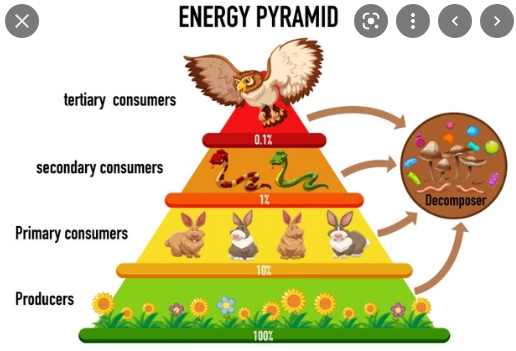 ENERGY PYRAMID
tertiary consumers
0.1%
secondary consumers
1%
Decomposer
Primary consumers
10%
Producers
100%